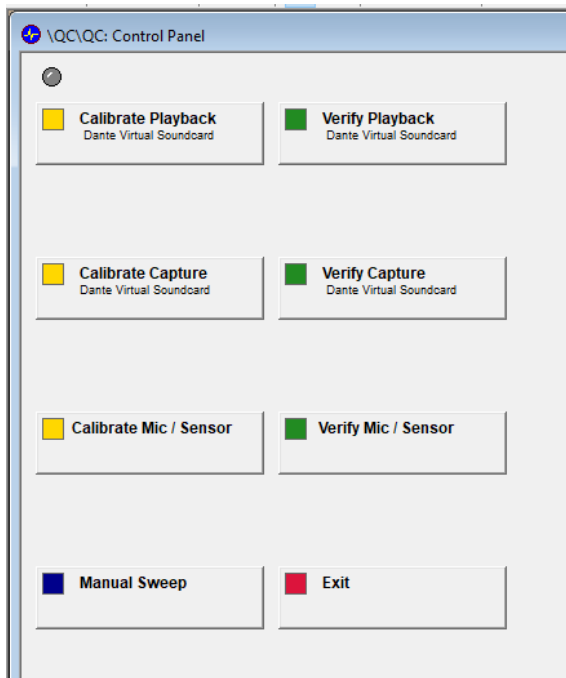 \QC\QC: Control Panel
Calibrate Playback
Dante Virtual Soundcard
Verify Playback
Dante Virtual Soundcard
Calibrate Capture
Dante Virtual Soundcard
Verify Capture
Dante Virtual Soundcard
Calibrate Mic / Sensor
Verify Mic / Sensor
Manual Sweep
Exit